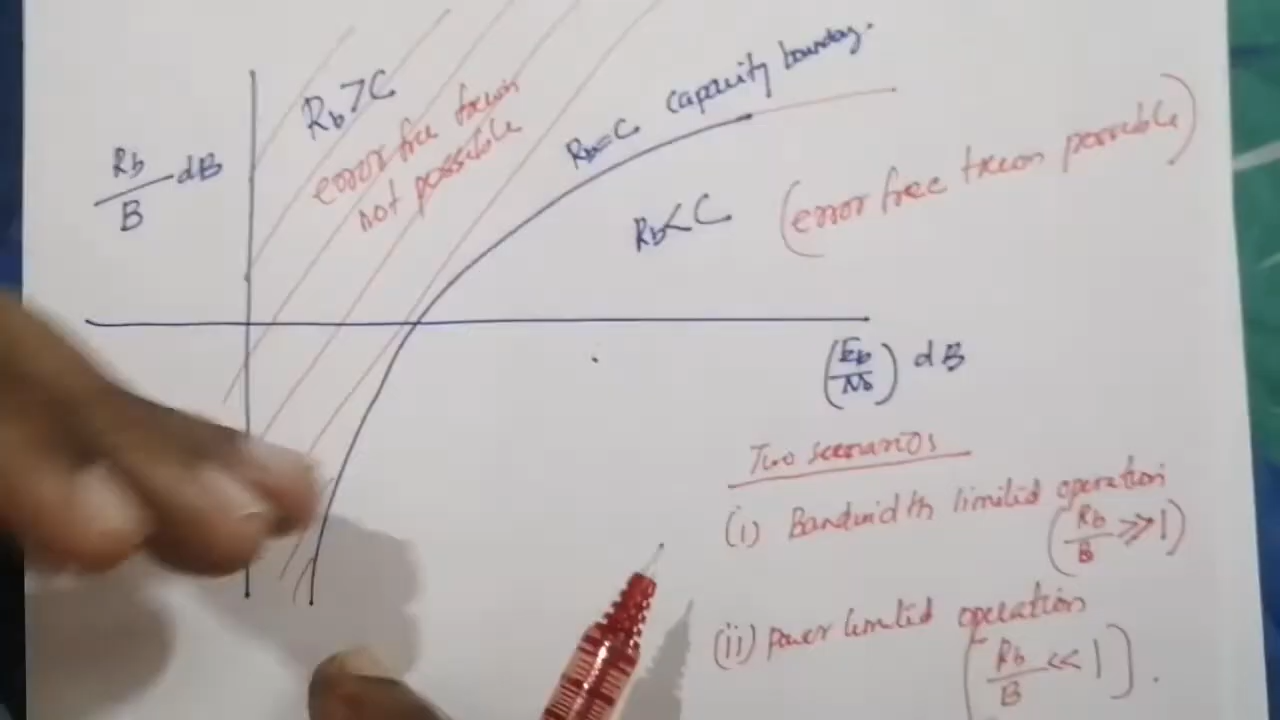 Rb/B dB
Rb>C
error free txion
not possible
Rb=C capacity boundary.
Rb<C
(error free txion possible)
(Eb/No) dB
Two scenarios
(i) Bandwidth limited operation
(Rb/B >>1)
(ii) power limited operation
[Rb/B << 1].